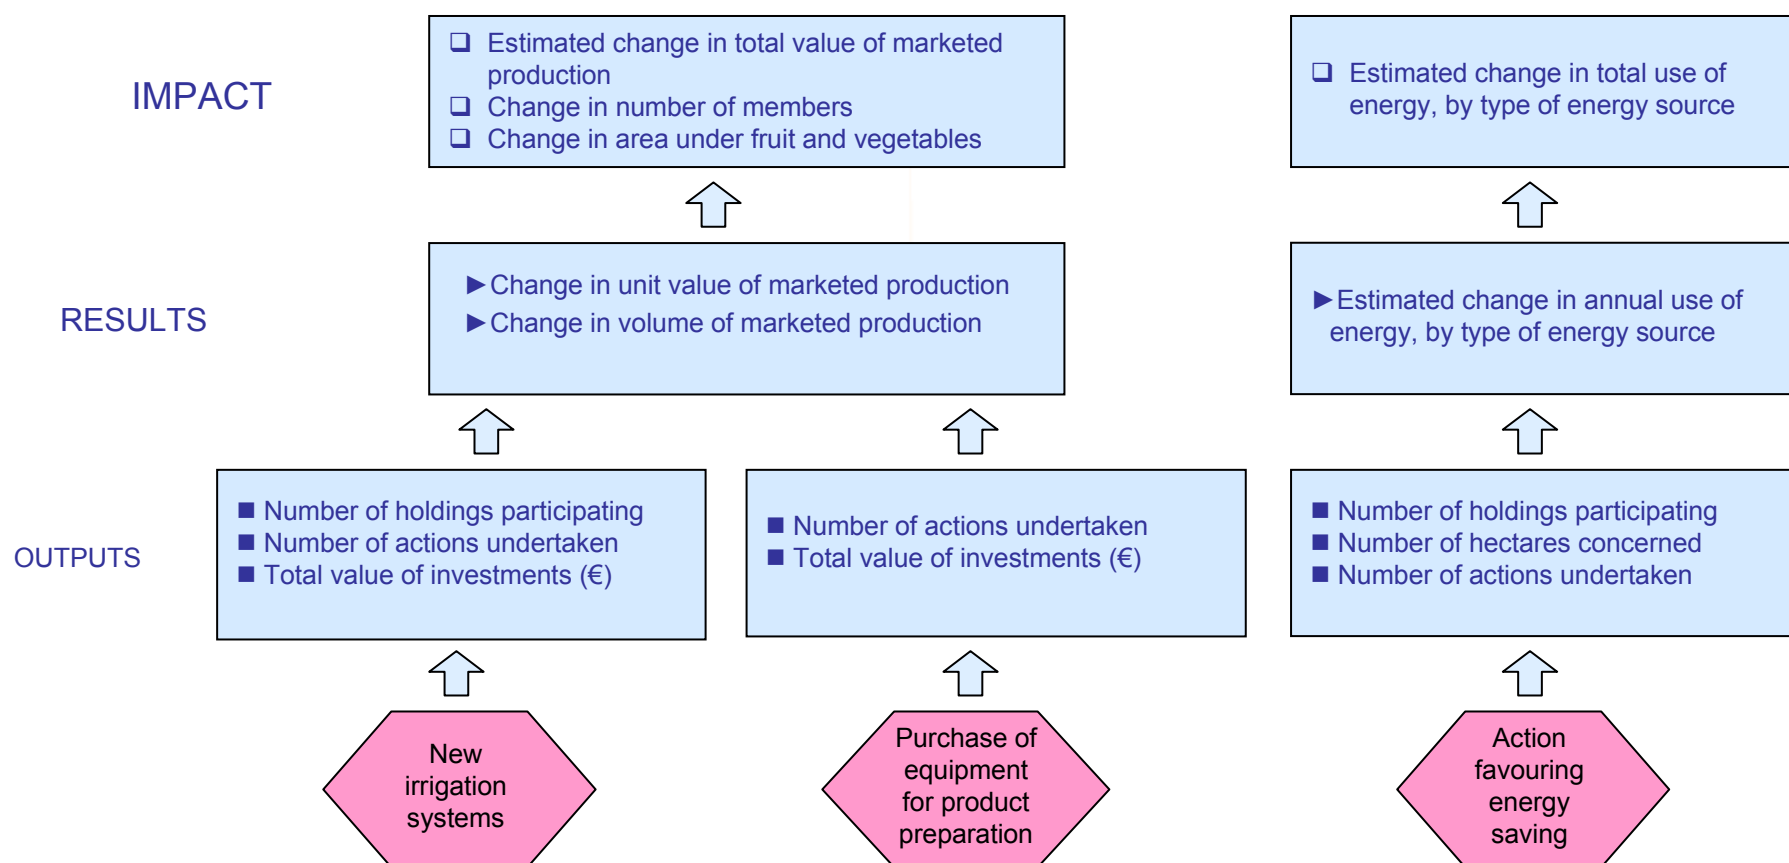 IMPACT
❑ Estimated change in total value of marketed
production
❑ Change in number of members
❑ Change in area under fruit and vegetables
❑ Estimated change in total use of
energy, by type of energy source
RESULTS
►Change in unit value of marketed production
►Change in volume of marketed production
►Estimated change in annual use of
energy, by type of energy source
OUTPUTS
■ Number of holdings participating
■ Number of actions undertaken
■ Total value of investments (€)
■ Number of actions undertaken
■ Total value of investments (€)
■ Number of holdings participating
■ Number of hectares concerned
■ Number of actions undertaken
New
irrigation
systems
Purchase of
equipment
for product
preparation
Action
favouring
energy
saving